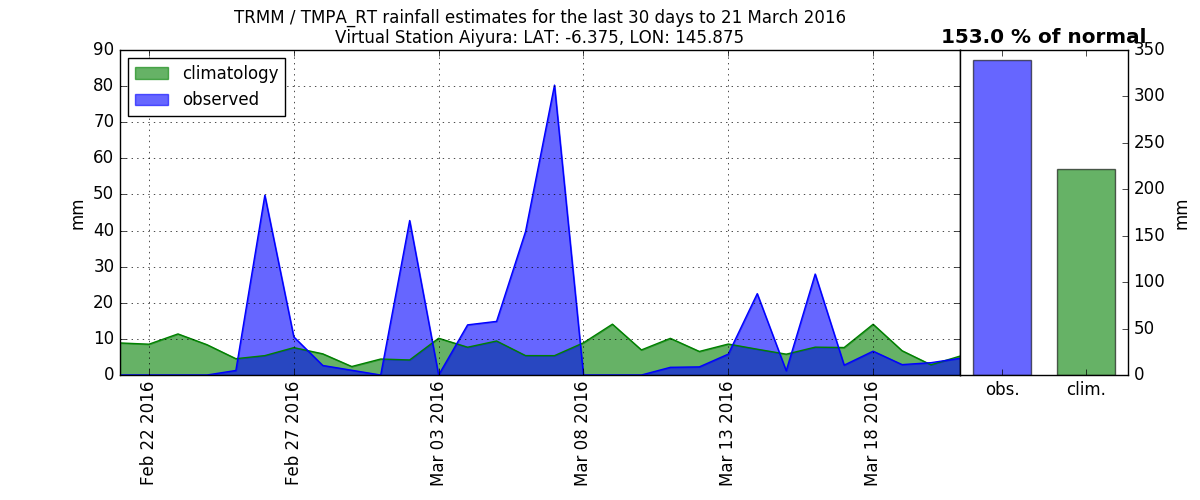 TRMM / TMPA_RT rainfall estimates for the last 30 days to 21 March 2016
Virtual Station Aiyura: LAT: -6.375, LON: 145.875
153.0 % of normal
climatology
observed
mm
90
80
70
60
50
40
30
20
10
0
Feb 22 2016
Feb 27 2016
Mar 03 2016
Mar 08 2016
Mar 13 2016
Mar 18 2016
350
300
250
200
150
100
50
0
mm
obs.
clim.